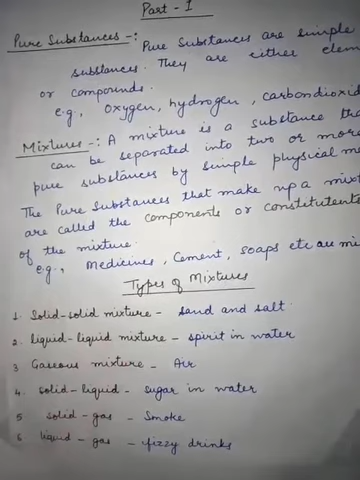 Part - I
Pure Substances -: Pure Substances are simple
substances. They are either elem
or compounds.
e.g., Oxygen, hydrogen, carbondioxid
Mixtures -: A mixture is a substance tha
can be separated into two or more
pure substances by simple physical me
The Pure Substances that make up a mixt
are called the components or constitutents
of the mixture.
e.g., Medicines, Cement, Soaps etc are mi
Types of Mixtures
1. Solid-solid mixture - Sand and salt.
2. liquid-liquid mixture - spirit in water
3 Gaseous mixture - Air
4. solid-liquid - sugar in water
5 solid-gas - Smoke
6 liquid-gas - fizzy drinks